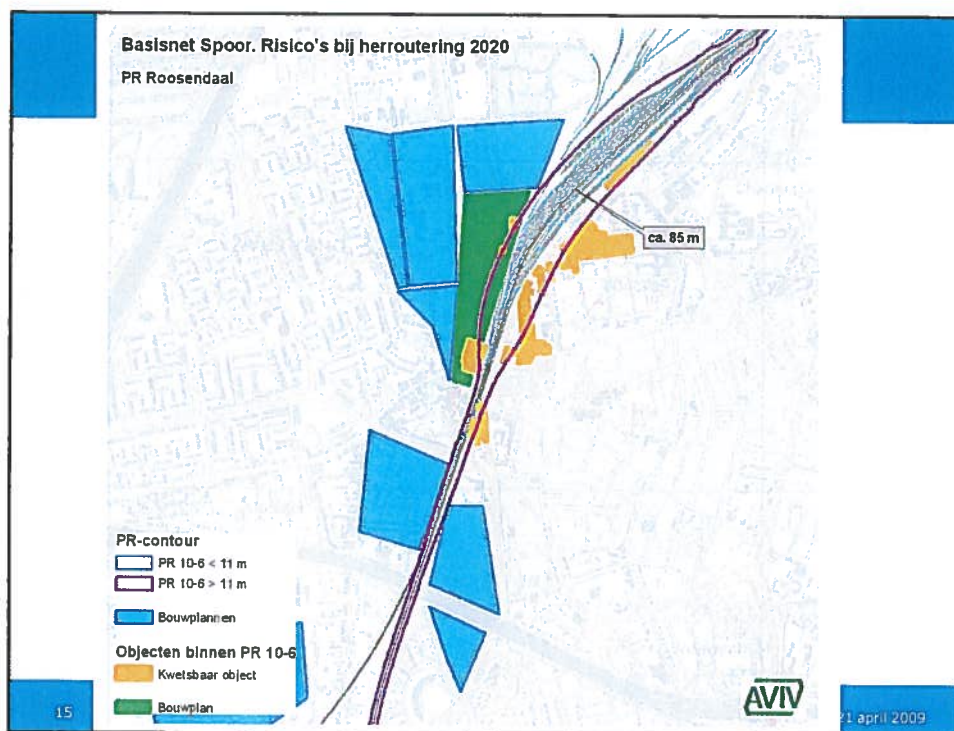 Basisnet Spoor. Risico's bij herroutering 2020
PR Roosendaal
ca. 85 m
PR-contour
PR 10-6 < 11 m
PR 10-6 > 11 m
Bouwplannen
Objecten binnen PR 10-6
Kwetsbaar object
Bouwplan
AVIV
15
21 april 2009